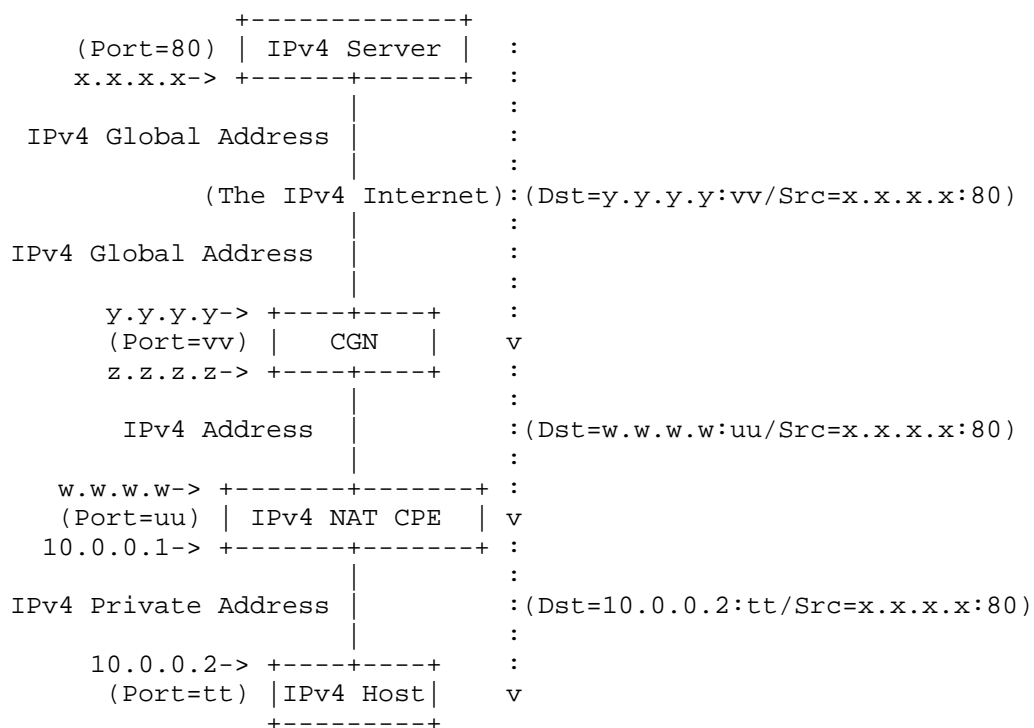 +-------------+
     (Port=80) | IPv4 Server |  :
     x.x.x.x-> +------+------+  :
                      |         :
  IPv4 Global Address |         :
                      |         :
            (The IPv4 Internet):(Dst=y.y.y.y:vv/Src=x.x.x.x:80)
                      |         :
 IPv4 Global Address  |         :
                      |         :
       y.y.y.y-> +----+----+    :
       (Port=vv) |   CGN   |    v
       z.z.z.z-> +----+----+    :
                      |         :
        IPv4 Address  |         :(Dst=w.w.w.w:uu/Src=x.x.x.x:80)
                      |         :
    w.w.w.w-> +-------+-------+ :
    (Port=uu) | IPv4 NAT CPE  | v
   10.0.0.1-> +-------+-------+ :
                      |         :
 IPv4 Private Address |         :(Dst=10.0.0.2:tt/Src=x.x.x.x:80)
                      |         :
      10.0.0.2-> +----+----+    :
       (Port=tt) |IPv4 Host|    v
                 +---------+